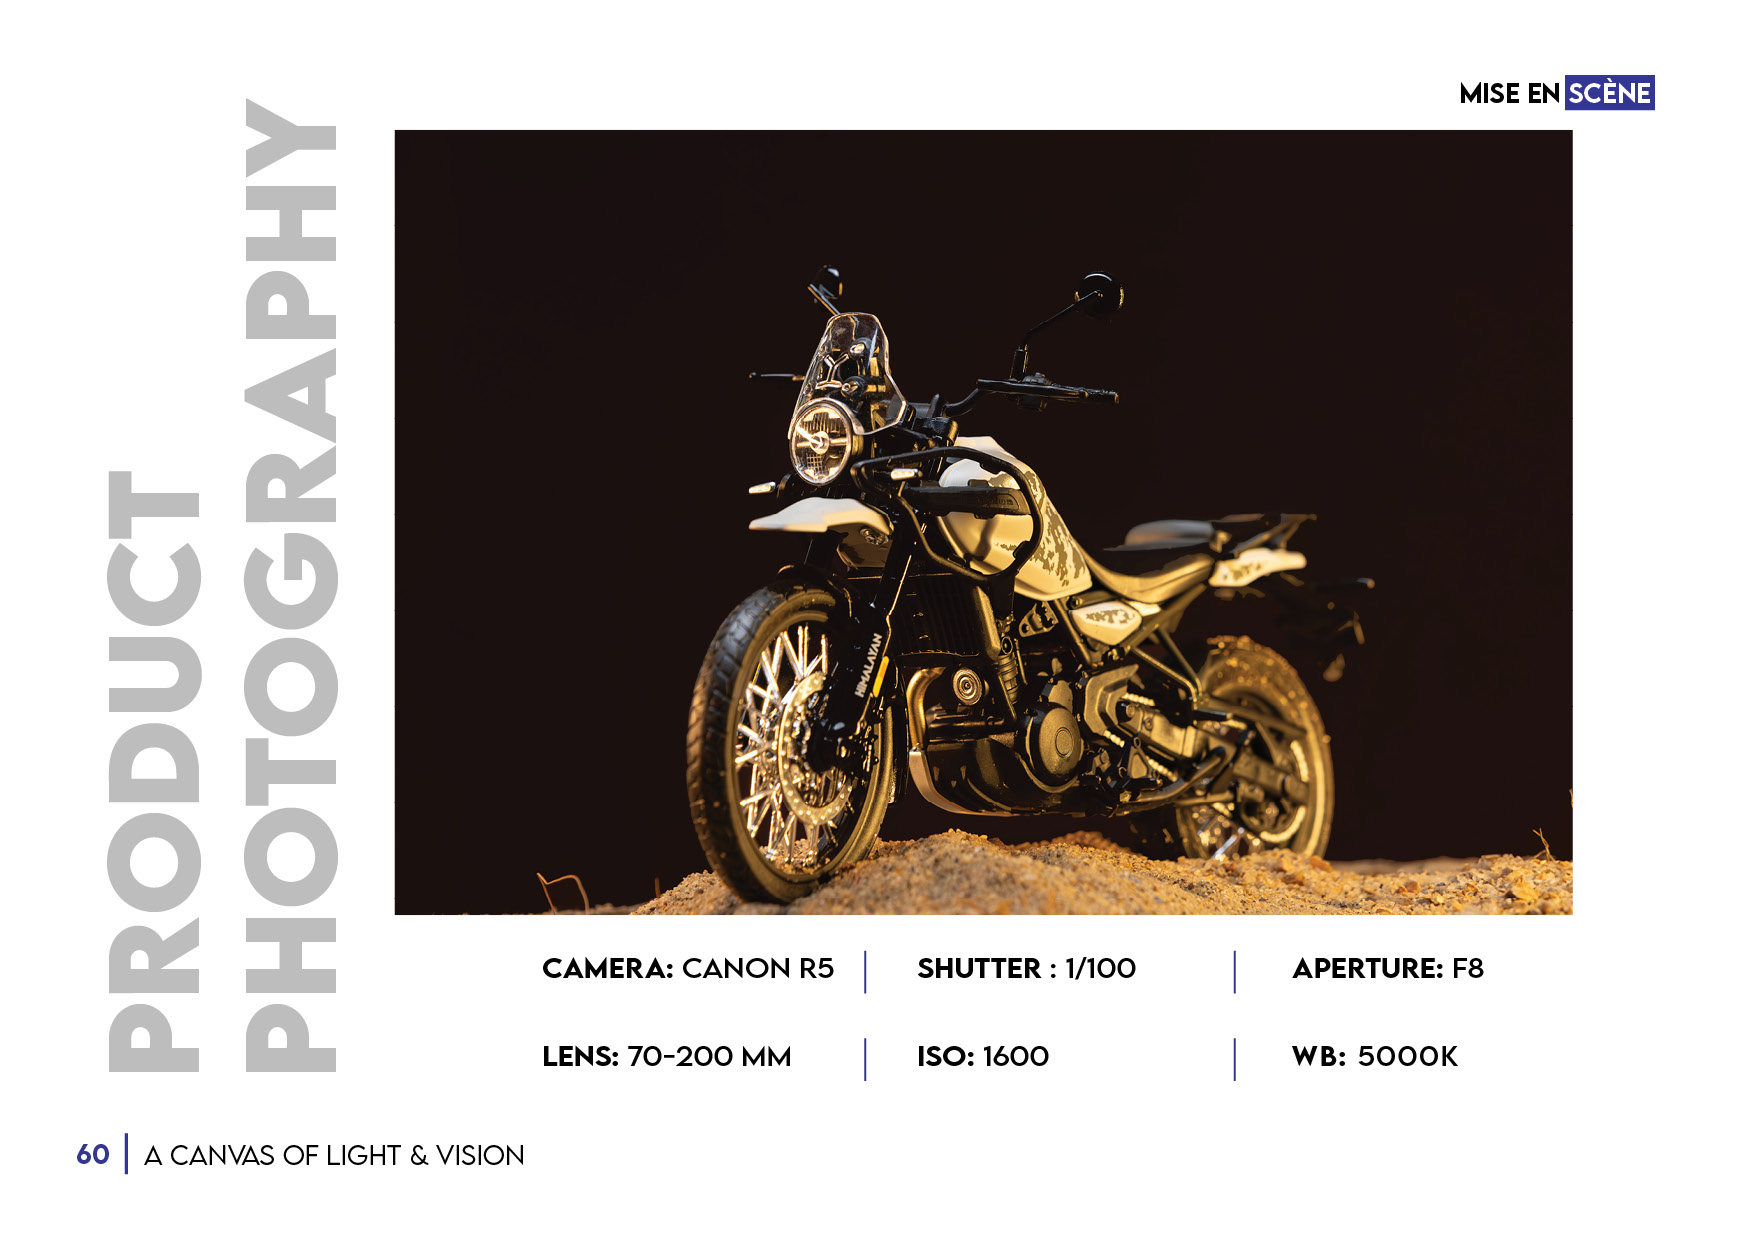 MISE EN SCÈNE
PRODUCT
PHOTOGRAPHY
HIMALAYAN
CAMERA: CANON R5
SHUTTER : 1/100
APERTURE: F8
LENS: 70-200 MM
ISO: 1600
WB: 5000K
60
A CANVAS OF LIGHT & VISION